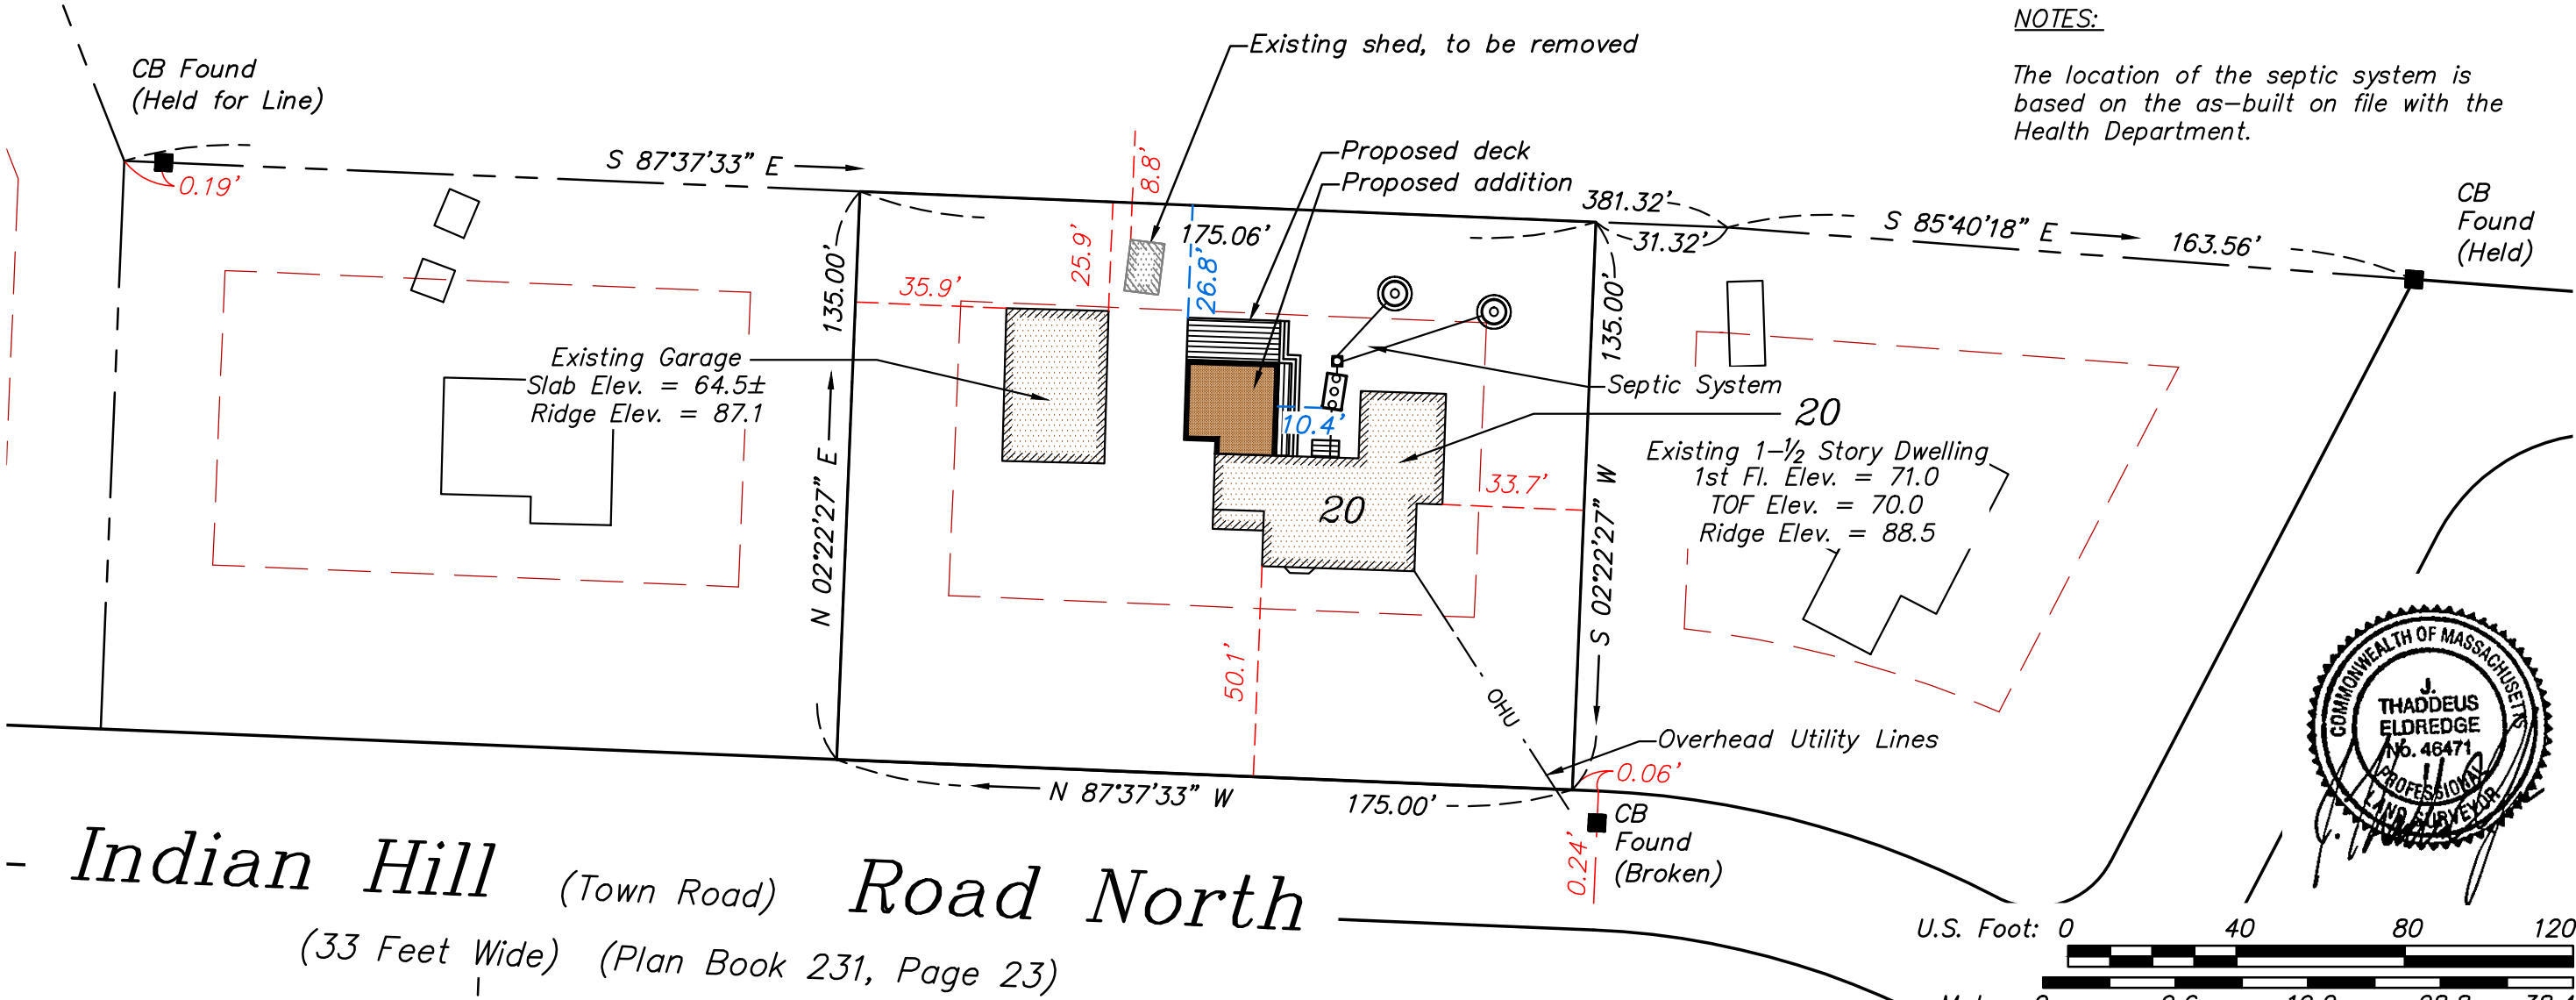 NOTES:
The location of the septic system is
based on the as-built on file with the
Health Department.
CB Found
(Held for Line)
0.19'
S 87°37'33" E
Existing shed, to be removed
Proposed deck
Proposed addition
8.8'
25.9'
26.8'
175.06'
35.9'
135.00'
381.32'
31.32'
S 85°40'18" E
163.56'
CB
Found
(Held)
135.00'
Existing Garage
Slab Elev. = 64.5±
Ridge Elev. = 87.1
Septic System
10.4'
20
Existing 1-½ Story Dwelling
1st Fl. Elev. = 71.0
TOF Elev. = 70.0
Ridge Elev. = 88.5
20
33.7'
N 02°22'27" E
S 02°22'27" W
50.1'
OHU
Overhead Utility Lines
0.06'
N 87°37'33" W
175.00'
CB
Found
(Broken)
0.24'
COMMONWEALTH OF MASSACHUSETTS
J.
THADDEUS
ELDREDGE
No. 46471
PROFESSIONAL
LAND SURVEYOR
- Indian Hill (Town Road) Road North
(33 Feet Wide) (Plan Book 231, Page 23)
U.S. Foot: 0 40 80 120